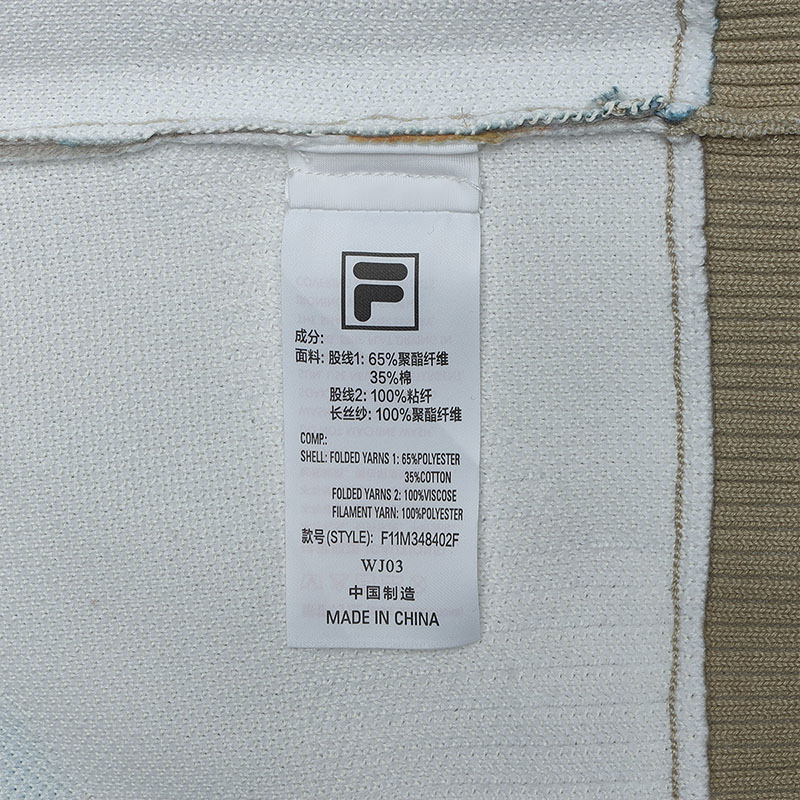 F
成分:
面料: 股线1: 65%聚酯纤维
35%棉
股线2: 100%粘纤
长丝纱: 100%聚酯纤维
COMP.:
SHELL: FOLDED YARNS 1: 65%POLYESTER
35%COTTON
FOLDED YARNS 2: 100%VISCOSE
FILAMENT YARN: 100%POLYESTER
款号(STYLE): F11M348402F
WJ03
中国制造
MADE IN CHINA